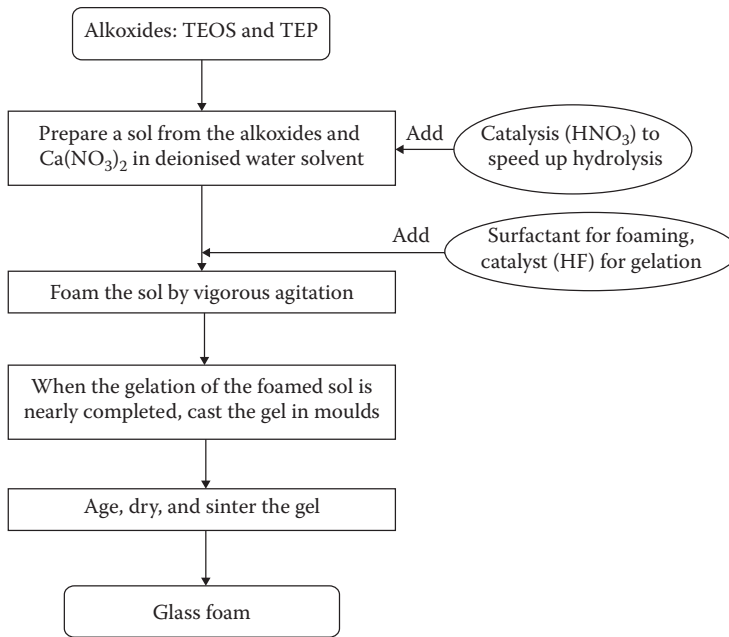 Alkoxides: TEOS and TEP
Prepare a sol from the alkoxides and
Ca(NO₃)₂ in deionised water solvent
Add
Catalysis (HNO₃) to
speed up hydrolysis
Add
Surfactant for foaming,
catalyst (HF) for gelation
Foam the sol by vigorous agitation
When the gelation of the foamed sol is
nearly completed, cast the gel in moulds
Age, dry, and sinter the gel
Glass foam